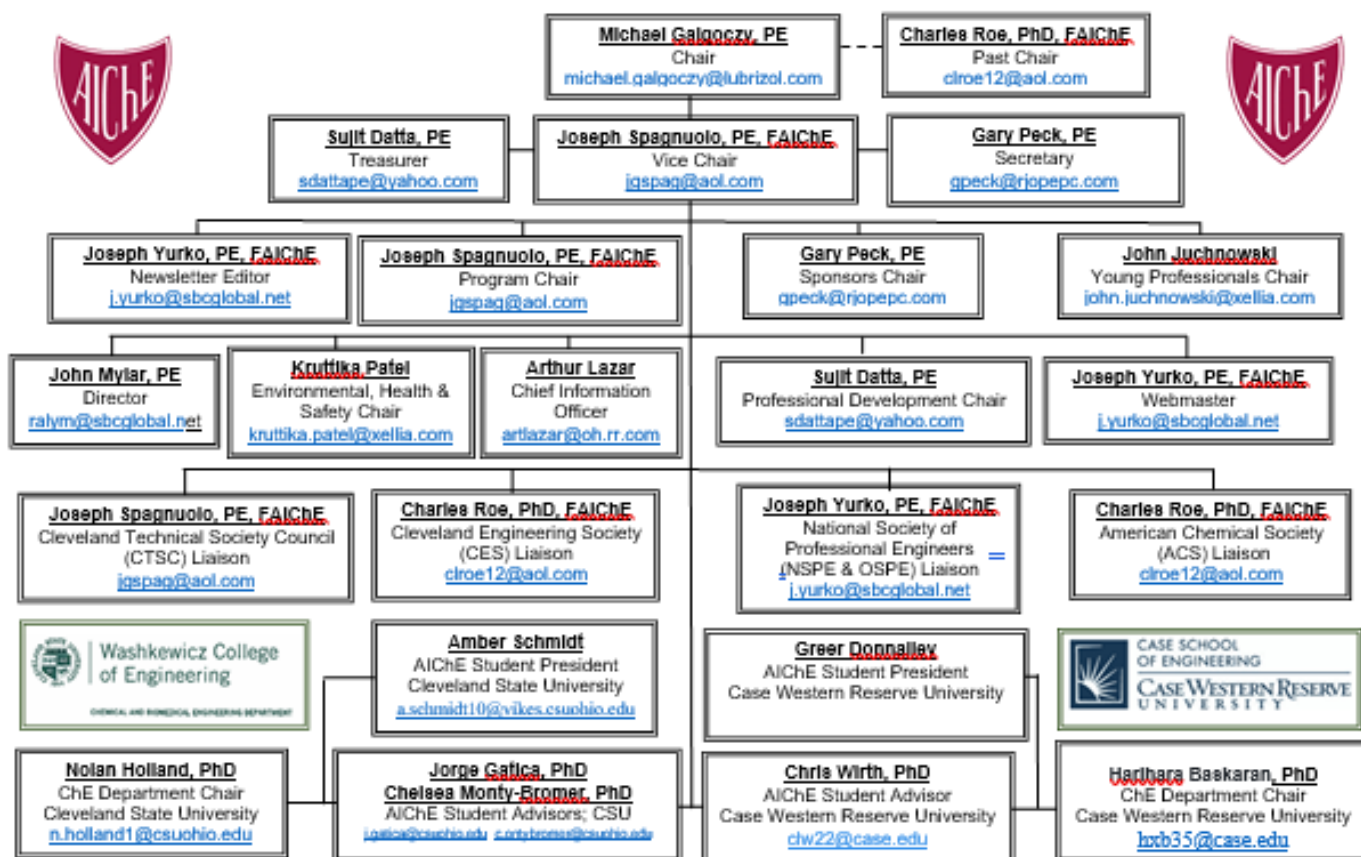 AIChE
Michael Galgoczy, PE
Chair
michael.galgoczy@lubrizol.com
Charles Roe, PhD, FAIChE
Past Chair
clroe12@aol.com
AIChE
Sujit Datta, PE
Treasurer
sdattape@yahoo.com
Joseph Spagnuolo, PE, FAIChE
Vice Chair
jgspag@aol.com
Gary Peck, PE
Secretary
gpeck@rjopepc.com
Joseph Yurko, PE, FAIChE
Newsletter Editor
j.yurko@sbcglobal.net
Joseph Spagnuolo, PE, FAIChE
Program Chair
jgspag@aol.com
Gary Peck, PE
Sponsors Chair
gpeck@rjopepc.com
John Juchnowski
Young Professionals Chair
john.juchnowski@xellia.com
John Mylar, PE
Director
ralym@sbcglobal.net
Kruttika Patel
Environmental, Health &
Safety Chair
kruttika.patel@xellia.com
Arthur Lazar
Chief Information
Officer
artlazar@oh.rr.com
Sujit Datta, PE
Professional Development Chair
sdattape@yahoo.com
Joseph Yurko, PE, FAIChE
Webmaster
j.yurko@sbcglobal.net
Joseph Spagnuolo, PE, FAIChE
Cleveland Technical Society Council
(CTSC) Liaison
jgspag@aol.com
Charles Roe, PhD, FAIChE
Cleveland Engineering Society
(CES) Liaison
clroe12@aol.com
Joseph Yurko, PE, FAIChE
National Society of
Professional Engineers
(NSPE & OSPE) Liaison
j.yurko@sbcglobal.net
Charles Roe, PhD, FAIChE
American Chemical Society
(ACS) Liaison
clroe12@aol.com
Washkewicz College
of Engineering
CHEMICAL AND BIOMEDICAL ENGINEERING DEPARTMENT
Amber Schmidt
AIChE Student President
Cleveland State University
a.schmidt10@vikes.csuohio.edu
Greer Donnalley
AIChE Student President
Case Western Reserve University
CASE SCHOOL
OF ENGINEERING
CASE WESTERN RESERVE
UNIVERSITY
Nolan Holland, PhD
ChE Department Chair
Cleveland State University
n.holland1@csuohio.edu
Jorge Gatica, PhD
Chelsea Monty-Bromer, PhD
AIChE Student Advisors; CSU
j.gatica@csuohio.edu c.ontybromer@csuohio.edu
Chris Wirth, PhD
AIChE Student Advisor
Case Western Reserve University
clw22@case.edu
Harihara Baskaran, PhD
ChE Department Chair
Case Western Reserve University
hxb35@case.edu